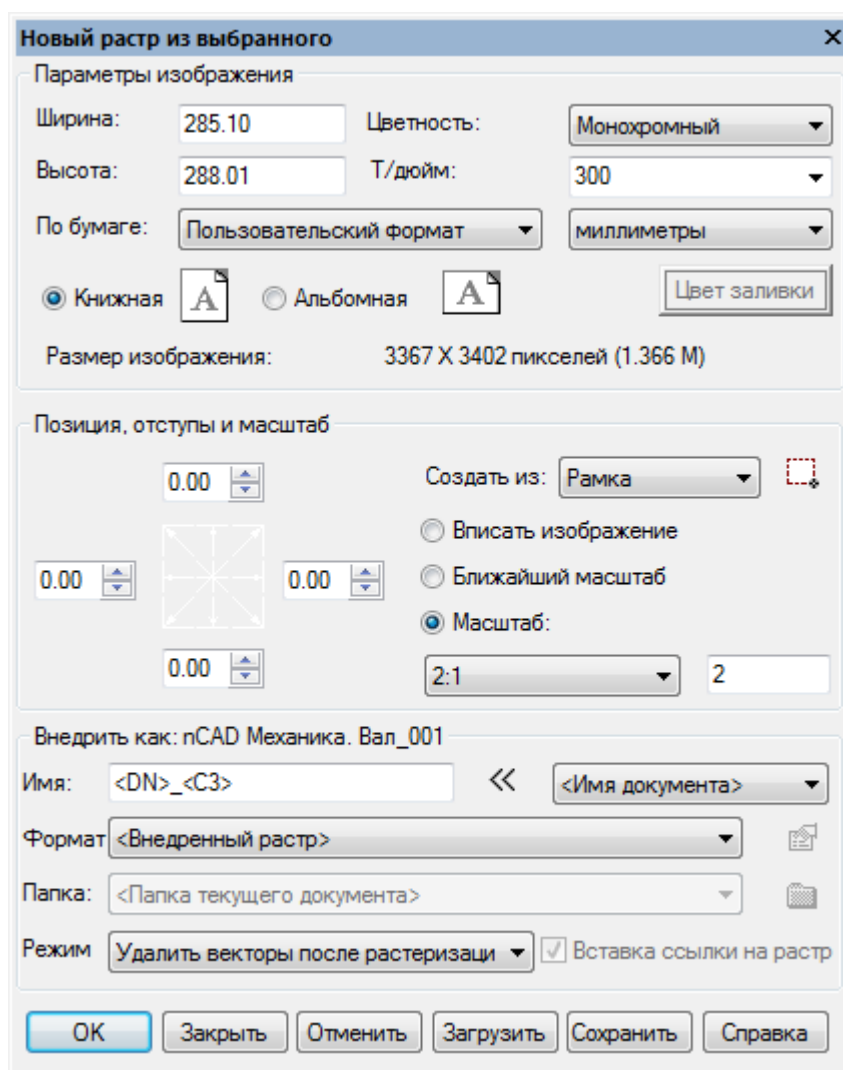 Новый растр из выбранного
Параметры изображения
Ширина: 285.10 Цветность: Монохромный
Высота: 288.01 Т/дюйм: 300
По бумаге: Пользовательский формат миллиметры
Книжная A Альбомная A Цвет заливки
Размер изображения: 3367 X 3402 пикселей (1.366 M)
Позиция, отступы и масштаб
0.00 Создать из: Рамка
Вписать изображение
0.00 0.00 Ближайший масштаб
Масштаб:
0.00 2:1 2
Внедрить как: nCAD Механика. Вал_001
Имя: <DN>_<C3> << <Имя документа>
Формат <Внедренный растр>
Папка: <Папка текущего документа>
Режим Удалить векторы после растеризаци Вставка ссылки на растр
OK Закрыть Отменить Загрузить Сохранить Справка